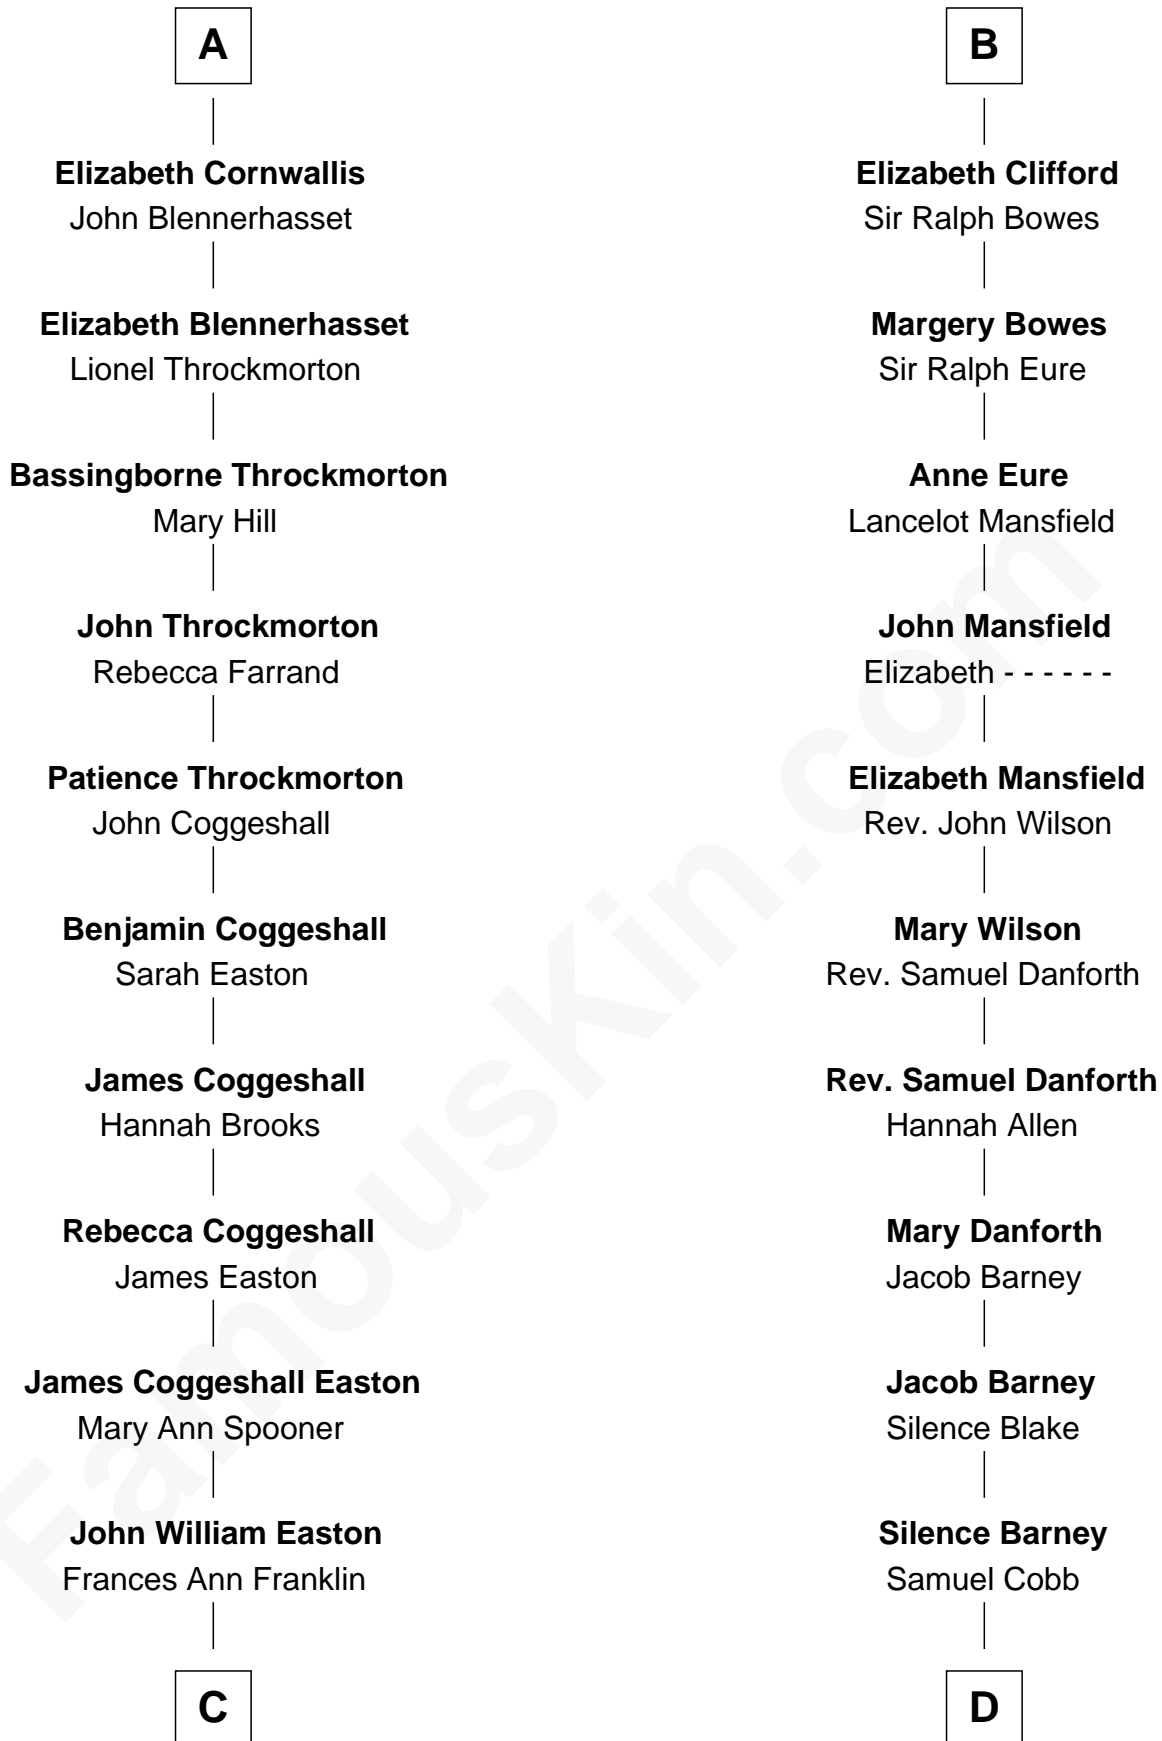 A
Elizabeth Cornwallis
John Blennerhasset
Elizabeth Blennerhasset
Lionel Throckmorton
Bassingborne Throckmorton
Mary Hill
John Throckmorton
Rebecca Farrand
Patience Throckmorton
John Coggeshall
Benjamin Coggeshall
Sarah Easton
James Coggeshall
Hannah Brooks
Rebecca Coggeshall
James Easton
James Coggeshall Easton
Mary Ann Spooner
John William Easton
Frances Ann Franklin
C
B
Elizabeth Clifford
Sir Ralph Bowes
Margery Bowes
Sir Ralph Eure
Anne Eure
Lancelot Mansfield
John Mansfield
Elizabeth - - - - - -
Elizabeth Mansfield
Rev. John Wilson
Mary Wilson
Rev. Samuel Danforth
Rev. Samuel Danforth
Hannah Allen
Mary Danforth
Jacob Barney
Jacob Barney
Silence Blake
Silence Barney
Samuel Cobb
D
FamousKin.com